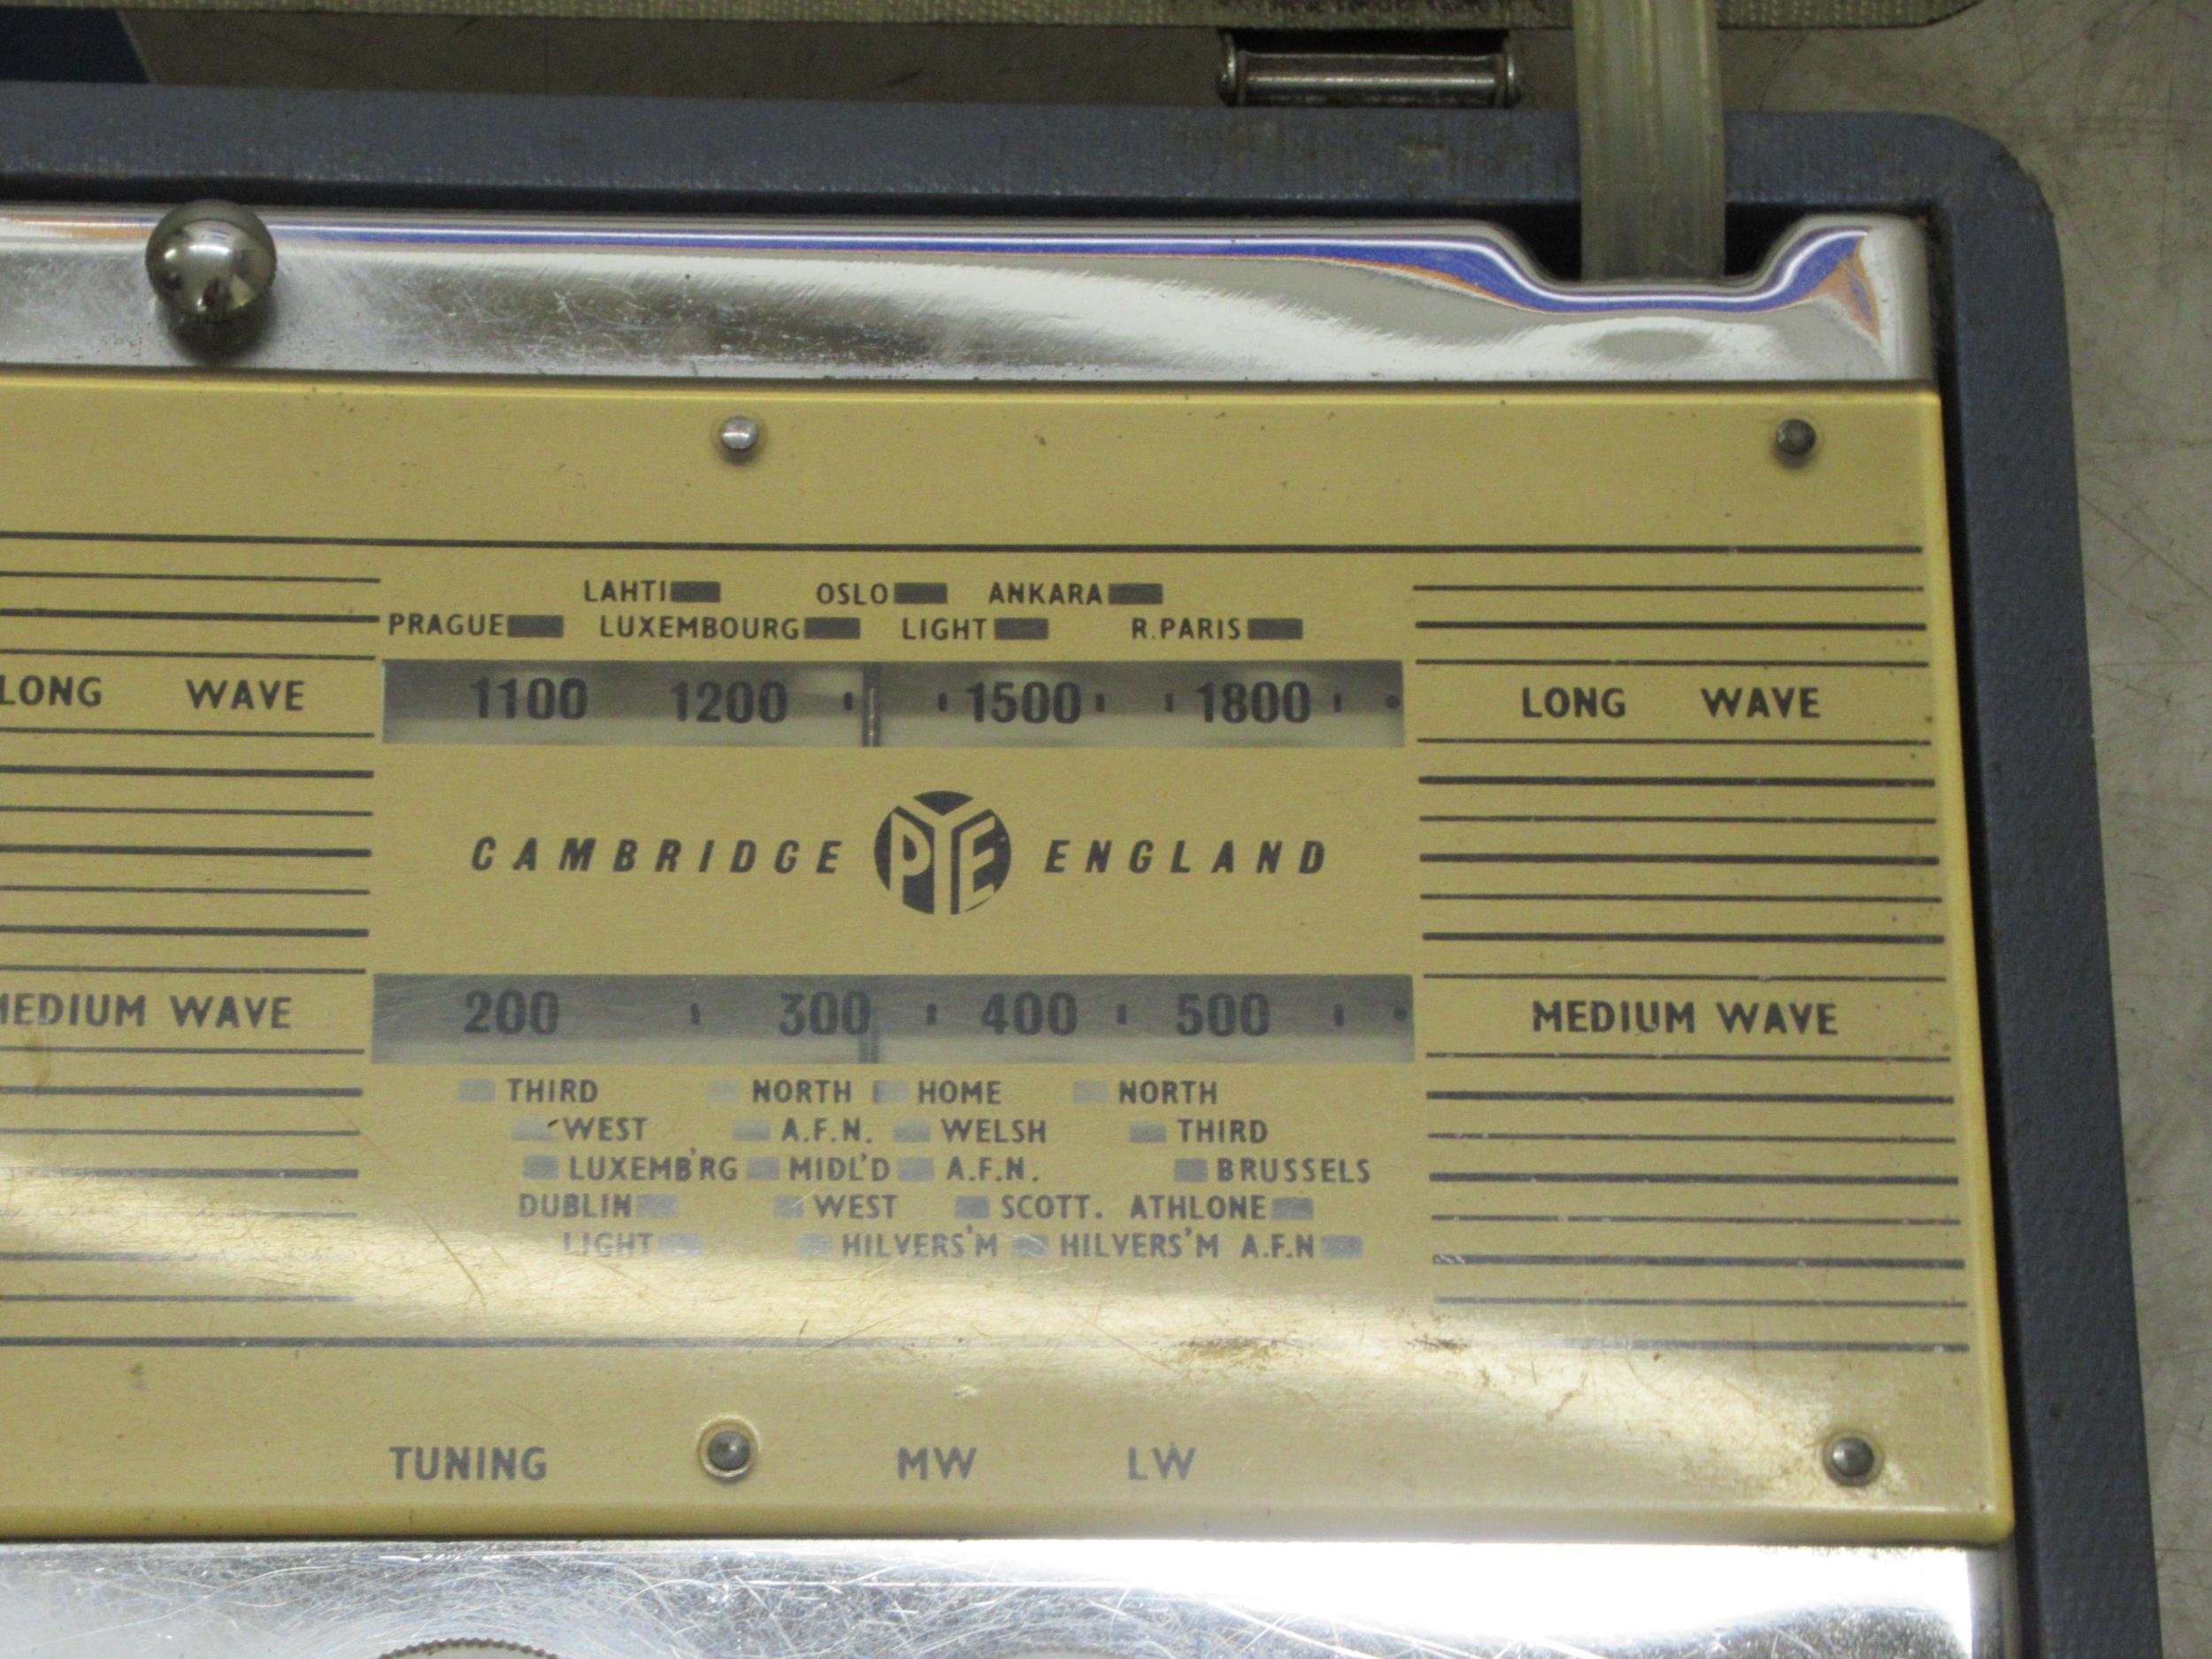 LAHTI OSLO ANKARA
PRAGUE LUXEMBOURG LIGHT R.PARIS
LONG WAVE 1100 1200 1500 1800 LONG WAVE
CAMBRIDGE PYE ENGLAND
MEDIUM WAVE 200 300 400 500 MEDIUM WAVE
THIRD NORTH HOME NORTH
WEST A.F.N. WELSH THIRD
LUXEMB'RG MIDL'D A.F.N. BRUSSELS
DUBLIN WEST SCOTT. ATHLONE
LIGHT HILVERS'M HILVERS'M A.F.N
TUNING MW LW